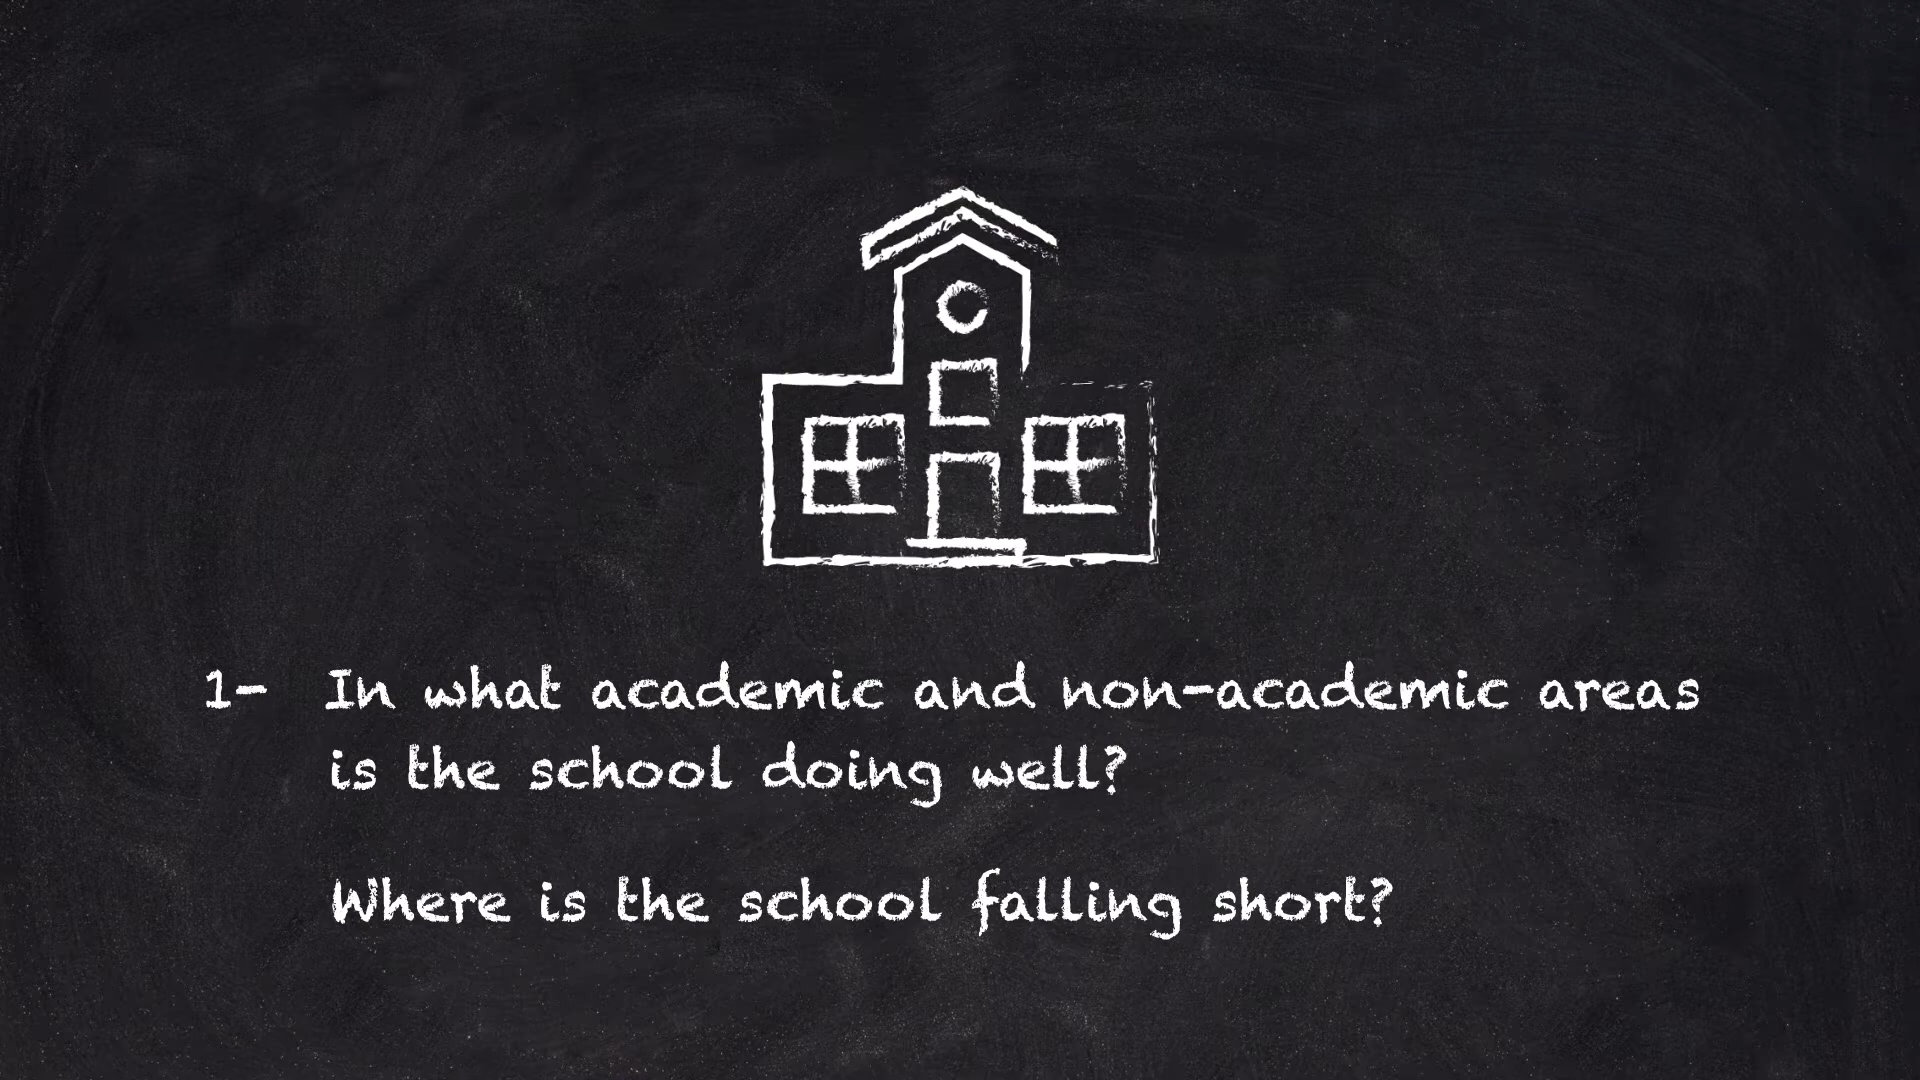 1- In what academic and non-academic areas
is the school doing well?
Where is the school falling short?